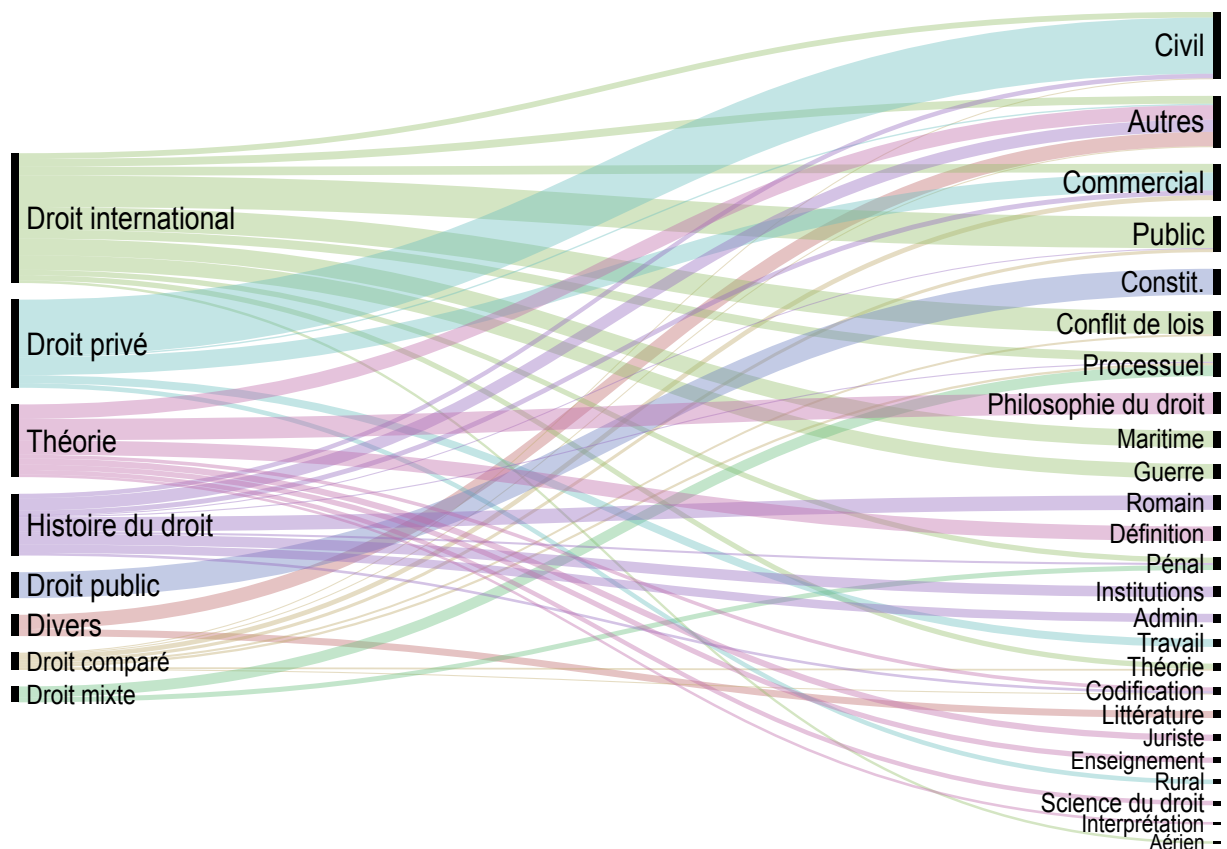 Droit international
Droit privé
Théorie
Histoire du droit
Droit public
Divers
Droit comparé
Droit mixte
Civil
Autres
Commercial
Public
Constit.
Conflit de lois
Processuel
Philosophie du droit
Maritime
Guerre
Romain
Définition
Pénal
Institutions
Admin.
Travail
Théorie
Codification
Littérature
Juriste
Enseignement
Rural
Science du droit
Interprétation
Aérien